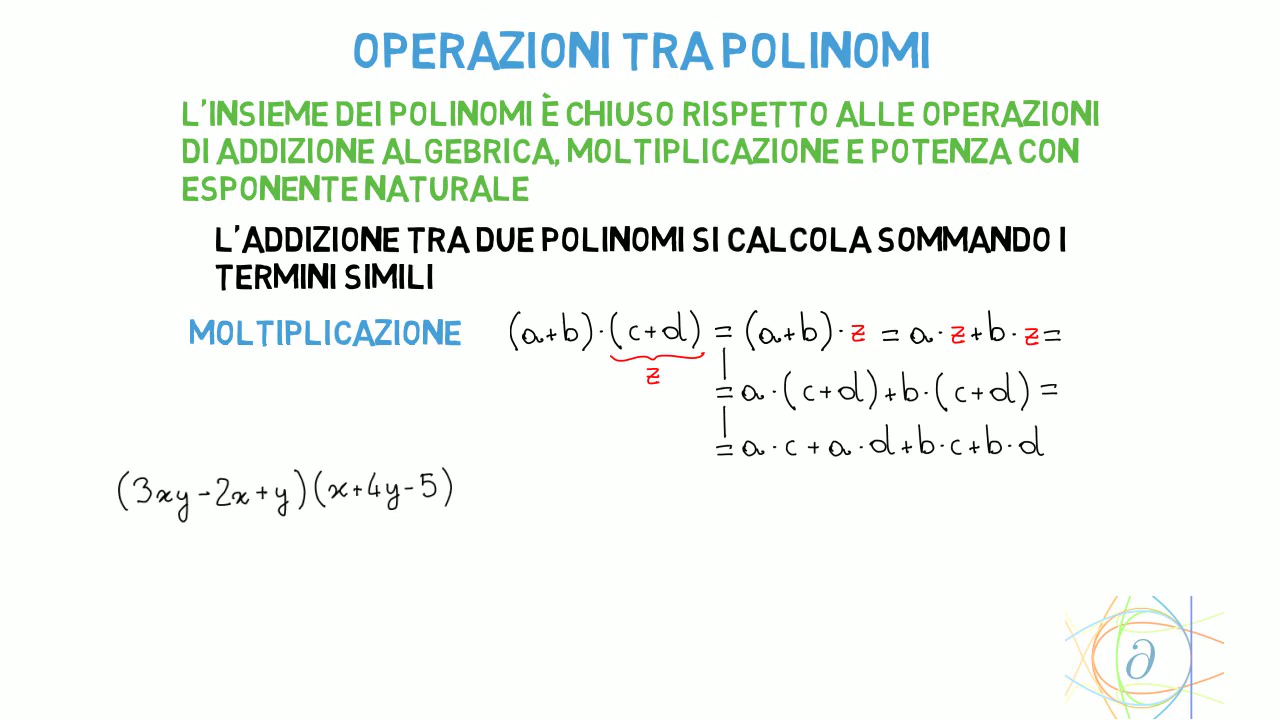 OPERAZIONI TRA POLINOMI
L'INSIEME DEI POLINOMI È CHIUSO RISPETTO ALLE OPERAZIONI
DI ADDIZIONE ALGEBRICA, MOLTIPLICAZIONE E POTENZA CON
ESPONENTE NATURALE
L'ADDIZIONE TRA DUE POLINOMI SI CALCOLA SOMMANDO I
TERMINI SIMILI
MOLTIPLICAZIONE (a+b)·(c+d) = (a+b)·z = a·z+b·z=
z
=a·(c+d)+b·(c+d)=
=a·c+a·d+b·c+b·d
(3xy-2x+y)(x+4y-5)
∂